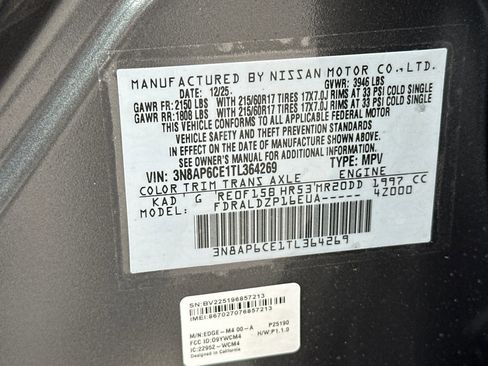 MANUFACTURED BY NISSAN MOTOR CO.,LTD.
DATE: 12/25 GVWR: 3946 LBS
GAWR FR: 2150 LBS WITH 215/60R17 TIRES 17X7.0J RIMS AT 33 PSI COLD SINGLE
GAWR RR: 1808 LBS WITH 215/60R17 TIRES 17X7.0J RIMS AT 33 PSI COLD SINGLE
THIS VEHICLE CONFORMS TO ALL APPLICABLE FEDERAL MOTOR
VEHICLE SAFETY AND THEFT PREVENTION STANDARDS
IN EFFECT ON THE DATE OF MANUFACTURE SHOWN ABOVE.
SEE OWNER'S MANUAL FOR FURTHER INFORMATION
VIN: 3N8AP6CE1TL364269 TYPE: MPV
COLOR TRIM TRANS AXLE ENGINE
KAD G RE0F15B HR53 MR20DD 1997 CC
MODEL: FDRALDZP16EUA----- 4Z000
3N8AP6CE1TL364269
SN:BV225196857213
IMEI:867027076857213
M/N:EDGE-M4 00-A P25190
FCC ID:O9YWCM4 H/W:P1.1.0
IC:22952-WCM4
Designed in California